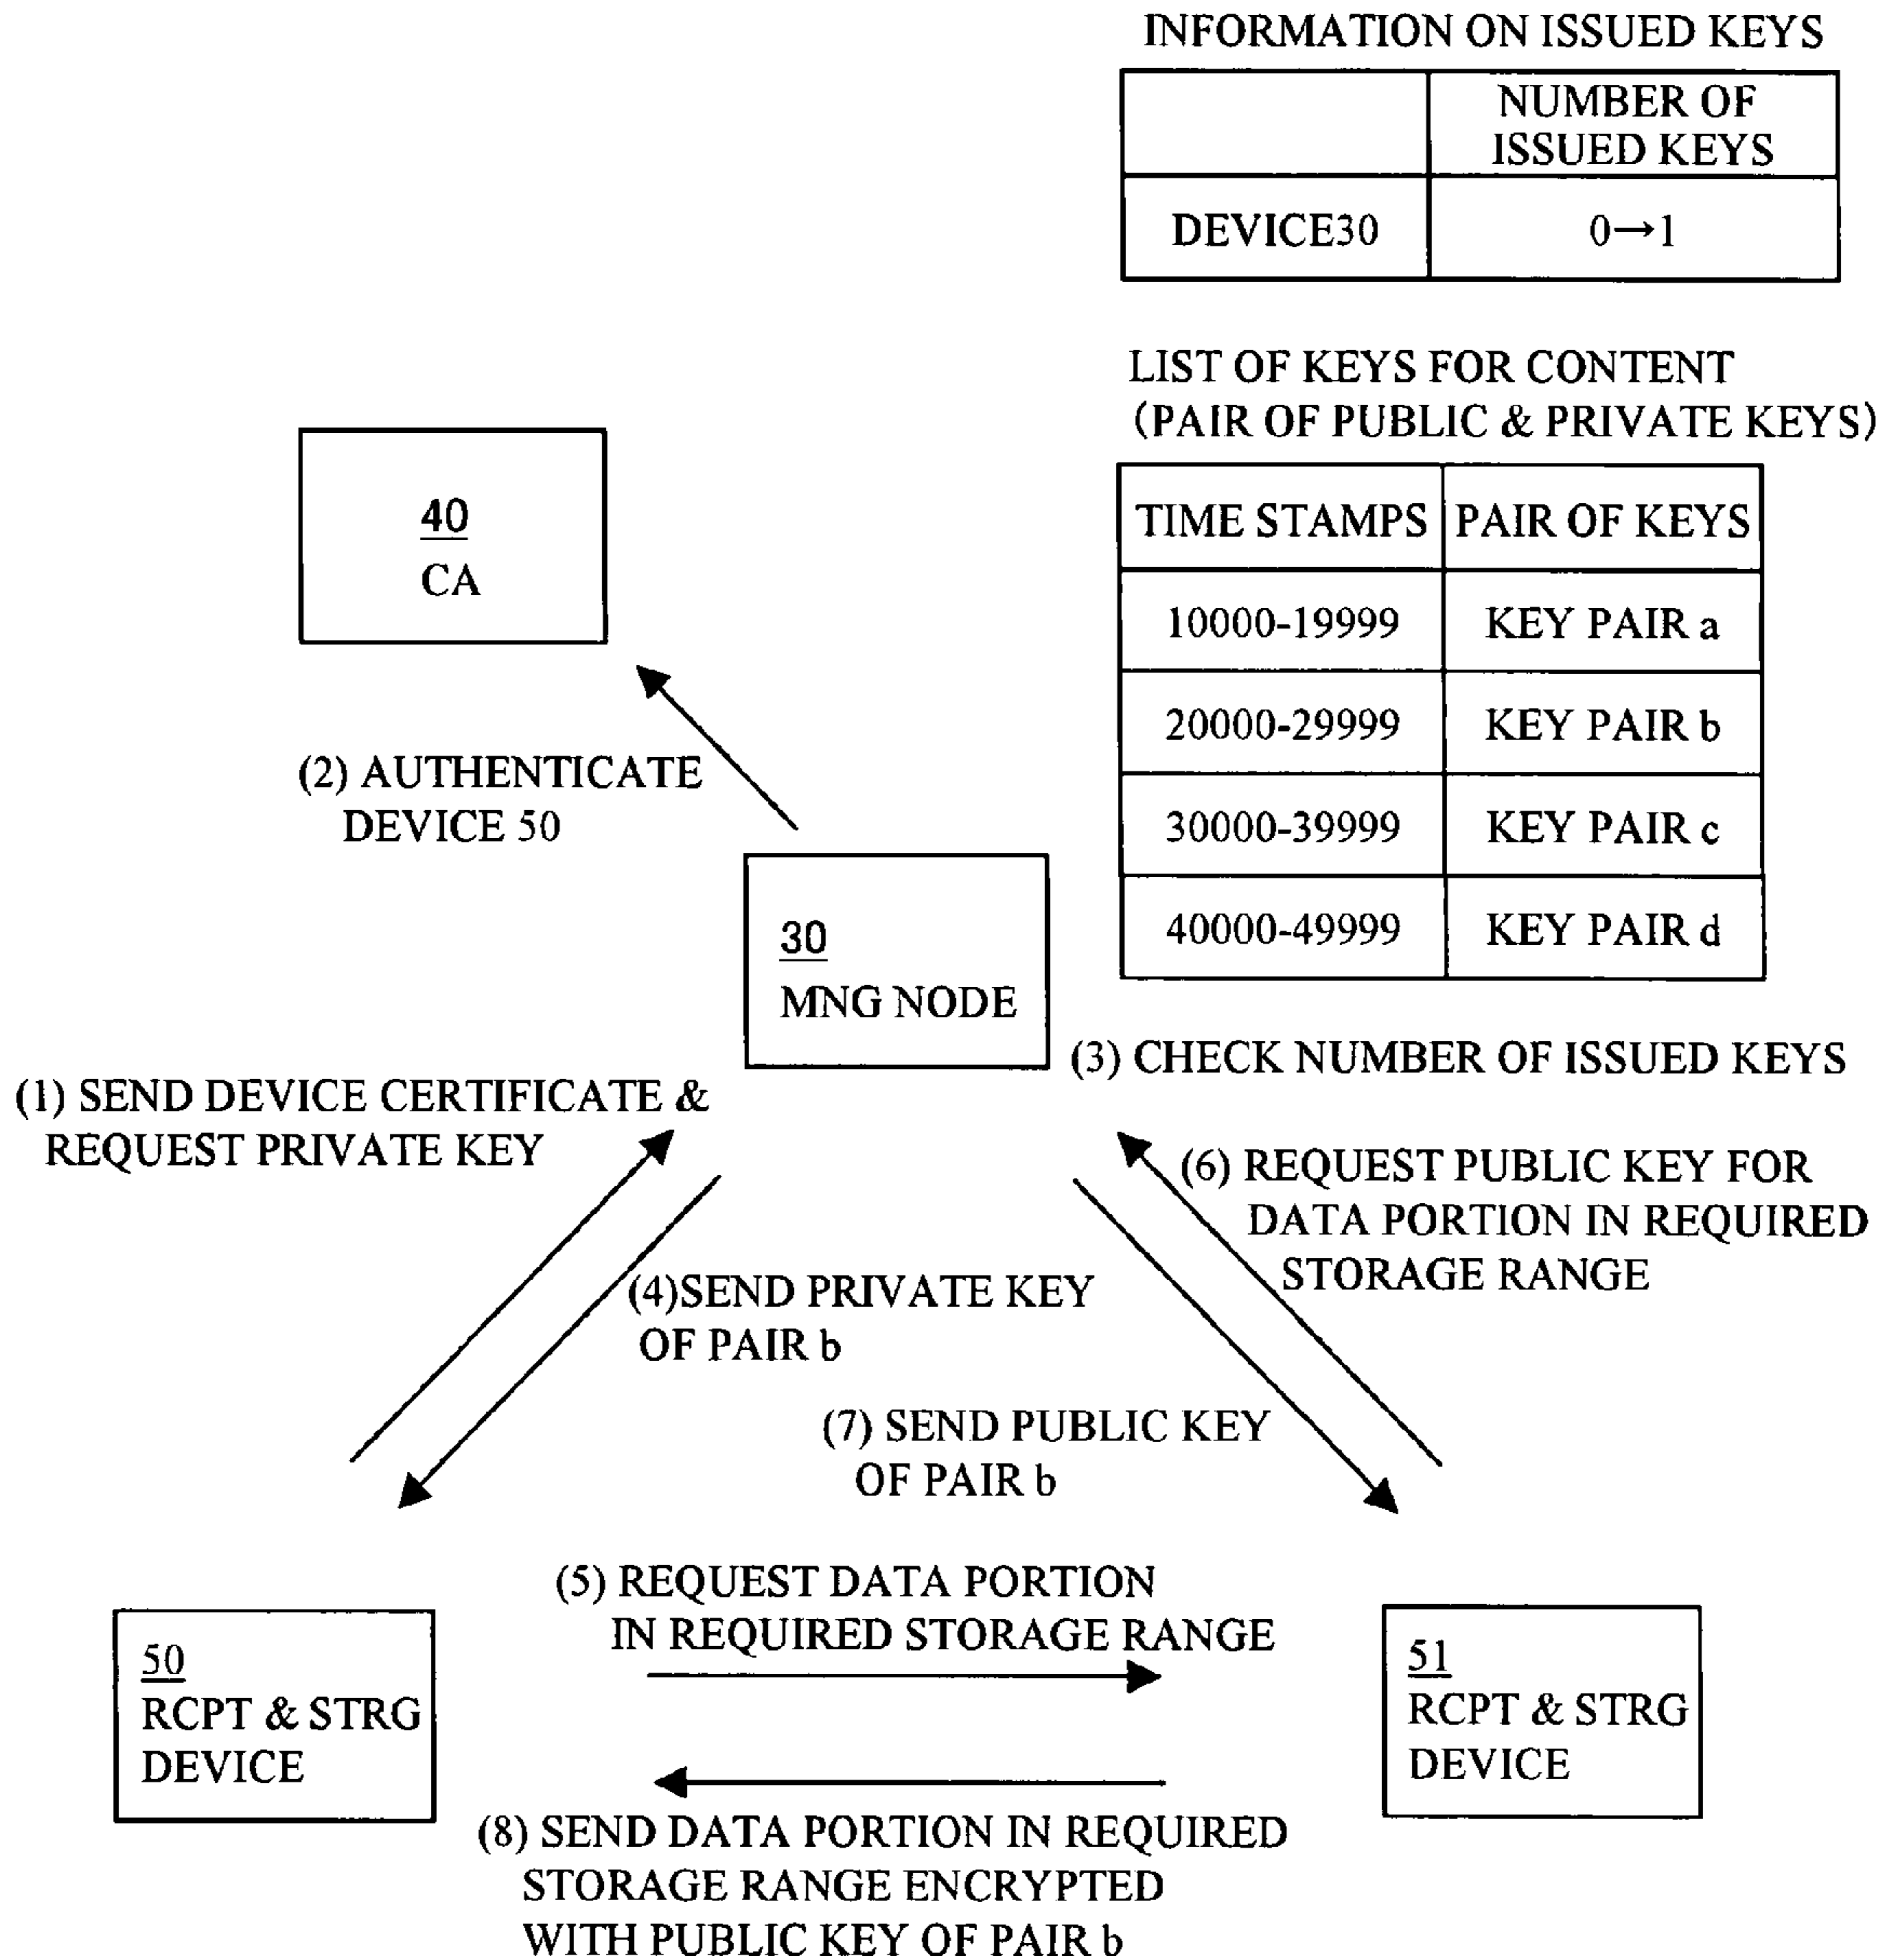 INFORMATION ON ISSUED KEYS
NUMBER OF
ISSUED KEYS
DEVICE30 0→1
LIST OF KEYS FOR CONTENT
(PAIR OF PUBLIC & PRIVATE KEYS)
TIME STAMPS PAIR OF KEYS
10000-19999 KEY PAIR a
20000-29999 KEY PAIR b
30000-39999 KEY PAIR c
40000-49999 KEY PAIR d
40
CA
(2) AUTHENTICATE
DEVICE 50
30
MNG NODE
(3) CHECK NUMBER OF ISSUED KEYS
(1) SEND DEVICE CERTIFICATE &
REQUEST PRIVATE KEY
(6) REQUEST PUBLIC KEY FOR
DATA PORTION IN REQUIRED
STORAGE RANGE
(4)SEND PRIVATE KEY
OF PAIR b
(7) SEND PUBLIC KEY
OF PAIR b
(5) REQUEST DATA PORTION
IN REQUIRED STORAGE RANGE
50
RCPT & STRG
DEVICE
51
RCPT & STRG
DEVICE
(8) SEND DATA PORTION IN REQUIRED
STORAGE RANGE ENCRYPTED
WITH PUBLIC KEY OF PAIR b